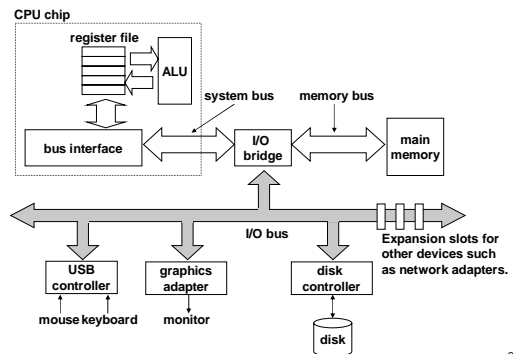 CPU chip
register file
ALU
system bus
memory bus
bus interface
I/O
bridge
main
memory
I/O bus
Expansion slots for
other devices such
as network adapters.
USB
controller
graphics
adapter
disk
controller
mouse keyboard
monitor
disk